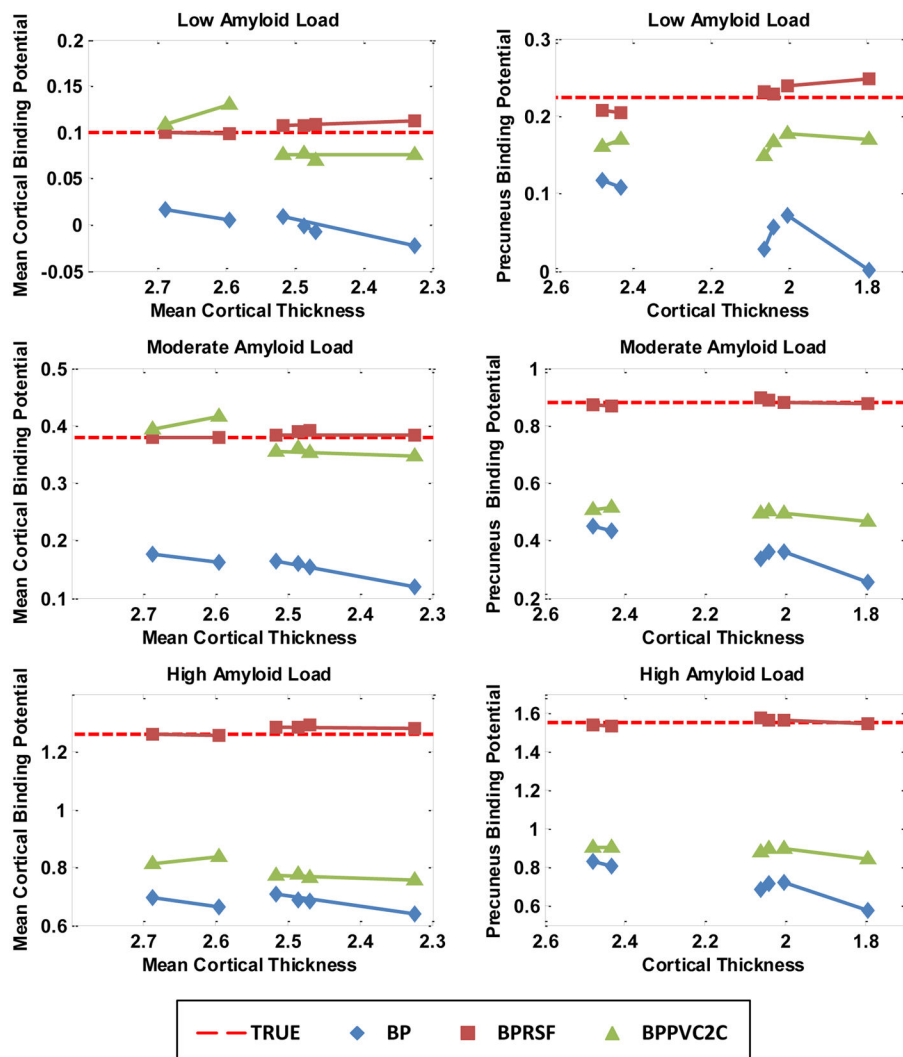 Low Amyloid Load
Mean Cortical Binding Potential
0.2
0.15
0.1
0.05
0
-0.05
2.7
2.6
2.5
2.4
2.3
Mean Cortical Thickness
Low Amyloid Load
Precuneus Binding Potential
0.3
0.2
0.1
0
2.6
2.4
2.2
2
1.8
Cortical Thickness
Moderate Amyloid Load
Mean Cortical Binding Potential
0.5
0.4
0.3
0.2
0.1
2.7
2.6
2.5
2.4
2.3
Mean Cortical Thickness
Moderate Amyloid Load
Precuneus Binding Potential
1
0.8
0.6
0.4
0.2
2.6
2.4
2.2
2
1.8
Cortical Thickness
High Amyloid Load
Mean Cortical Binding Potential
1.2
1
0.8
0.6
2.7
2.6
2.5
2.4
2.3
Mean Cortical Thickness
High Amyloid Load
Precuneus Binding Potential
1.6
1.4
1.2
1
0.8
0.6
2.6
2.4
2.2
2
1.8
Cortical Thickness
TRUE
BP
BPRSF
BPPVC2C